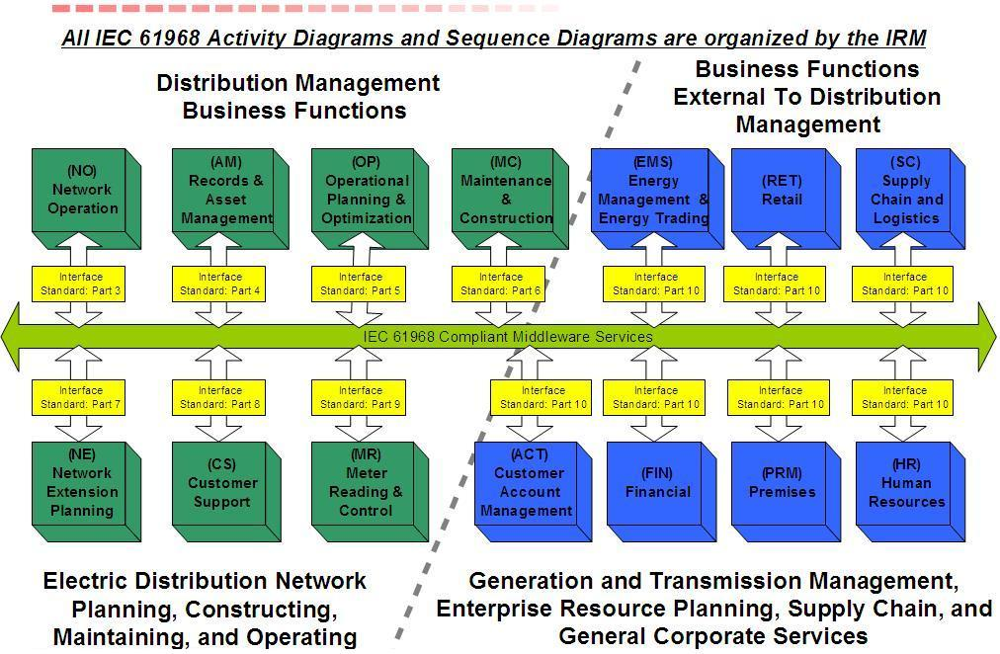 All IEC 61968 Activity Diagrams and Sequence Diagrams are organized by the IRM
Distribution Management
Business Functions
Business Functions
External To Distribution
Management
(NO)
Network
Operation
(AM)
Records &
Asset
Management
(OP)
Operational
Planning &
Optimization
(MC)
Maintenance
&
Construction
(EMS)
Energy
Management &
Energy Trading
(RET)
Retail
(SC)
Supply
Chain and
Logistics
Interface
Standard: Part 3
Interface
Standard: Part 4
Interface
Standard: Part 5
Interface
Standard: Part 6
Interface
Standard: Part 10
Interface
Standard: Part 10
Interface
Standard: Part 10
IEC 61968 Compliant Middleware Services
Interface
Standard: Part 7
Interface
Standard: Part 8
Interface
Standard: Part 9
Interface
Standard: Part 10
Interface
Standard: Part 10
Interface
Standard: Part 10
Interface
Standard: Part 10
(NE)
Network
Extension
Planning
(CS)
Customer
Support
(MR)
Meter
Reading &
Control
(ACT)
Customer
Account
Management
(FIN)
Financial
(PRM)
Premises
(HR)
Human
Resources
Electric Distribution Network
Planning, Constructing,
Maintaining, and Operating
Generation and Transmission Management,
Enterprise Resource Planning, Supply Chain, and
General Corporate Services